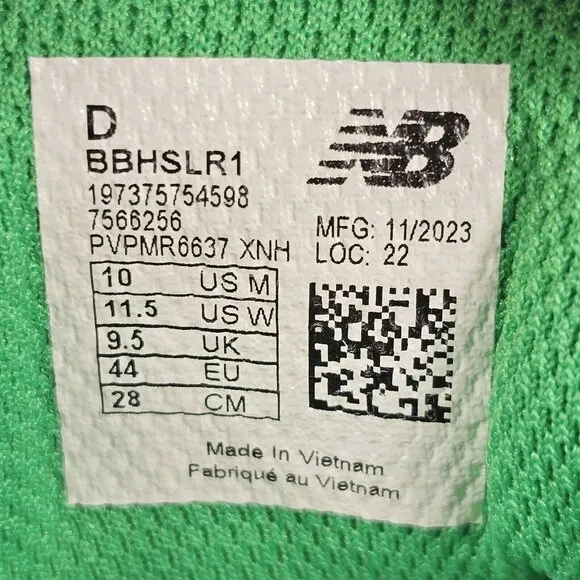 D
BBHSLR1
197375754598
7566256
PVPMR6637 XNH
NB
MFG: 11/2023
LOC: 22
10 US M
11.5 US W
9.5 UK
44 EU
28 CM
Made In Vietnam
Fabriqué au Vietnam